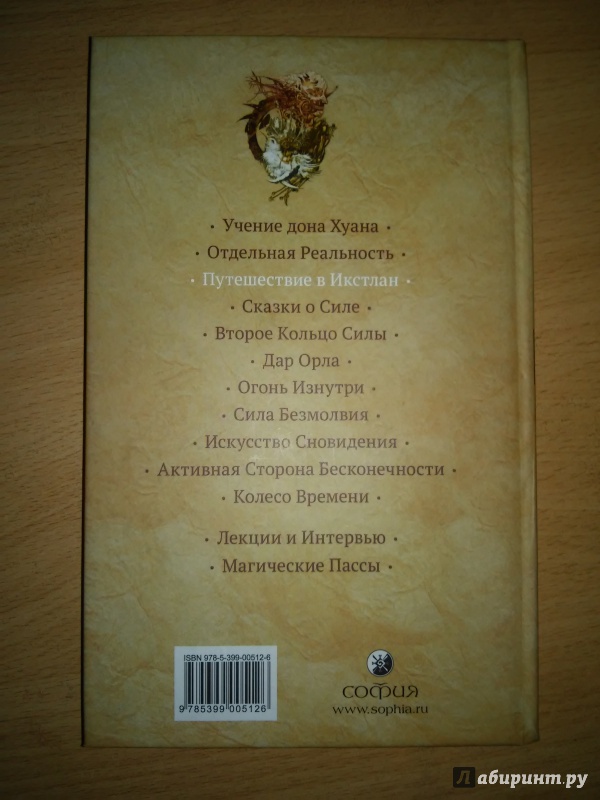 · Учение дона Хуана ·
· Отдельная Реальность ·
· Путешествие в Икстлан ·
· Сказки о Силе ·
· Второе Кольцо Силы ·
· Дар Орла ·
· Огонь Изнутри ·
· Сила Безмолвия ·
· Искусство Сновидения ·
· Активная Сторона Бесконечности ·
· Колесо Времени ·
· Лекции и Интервью ·
· Магические Пассы ·
ISBN 978-5-399-00512-6
9 785399 005126
СОФИЯ
www.sophia.ru
Лабиринт.ру